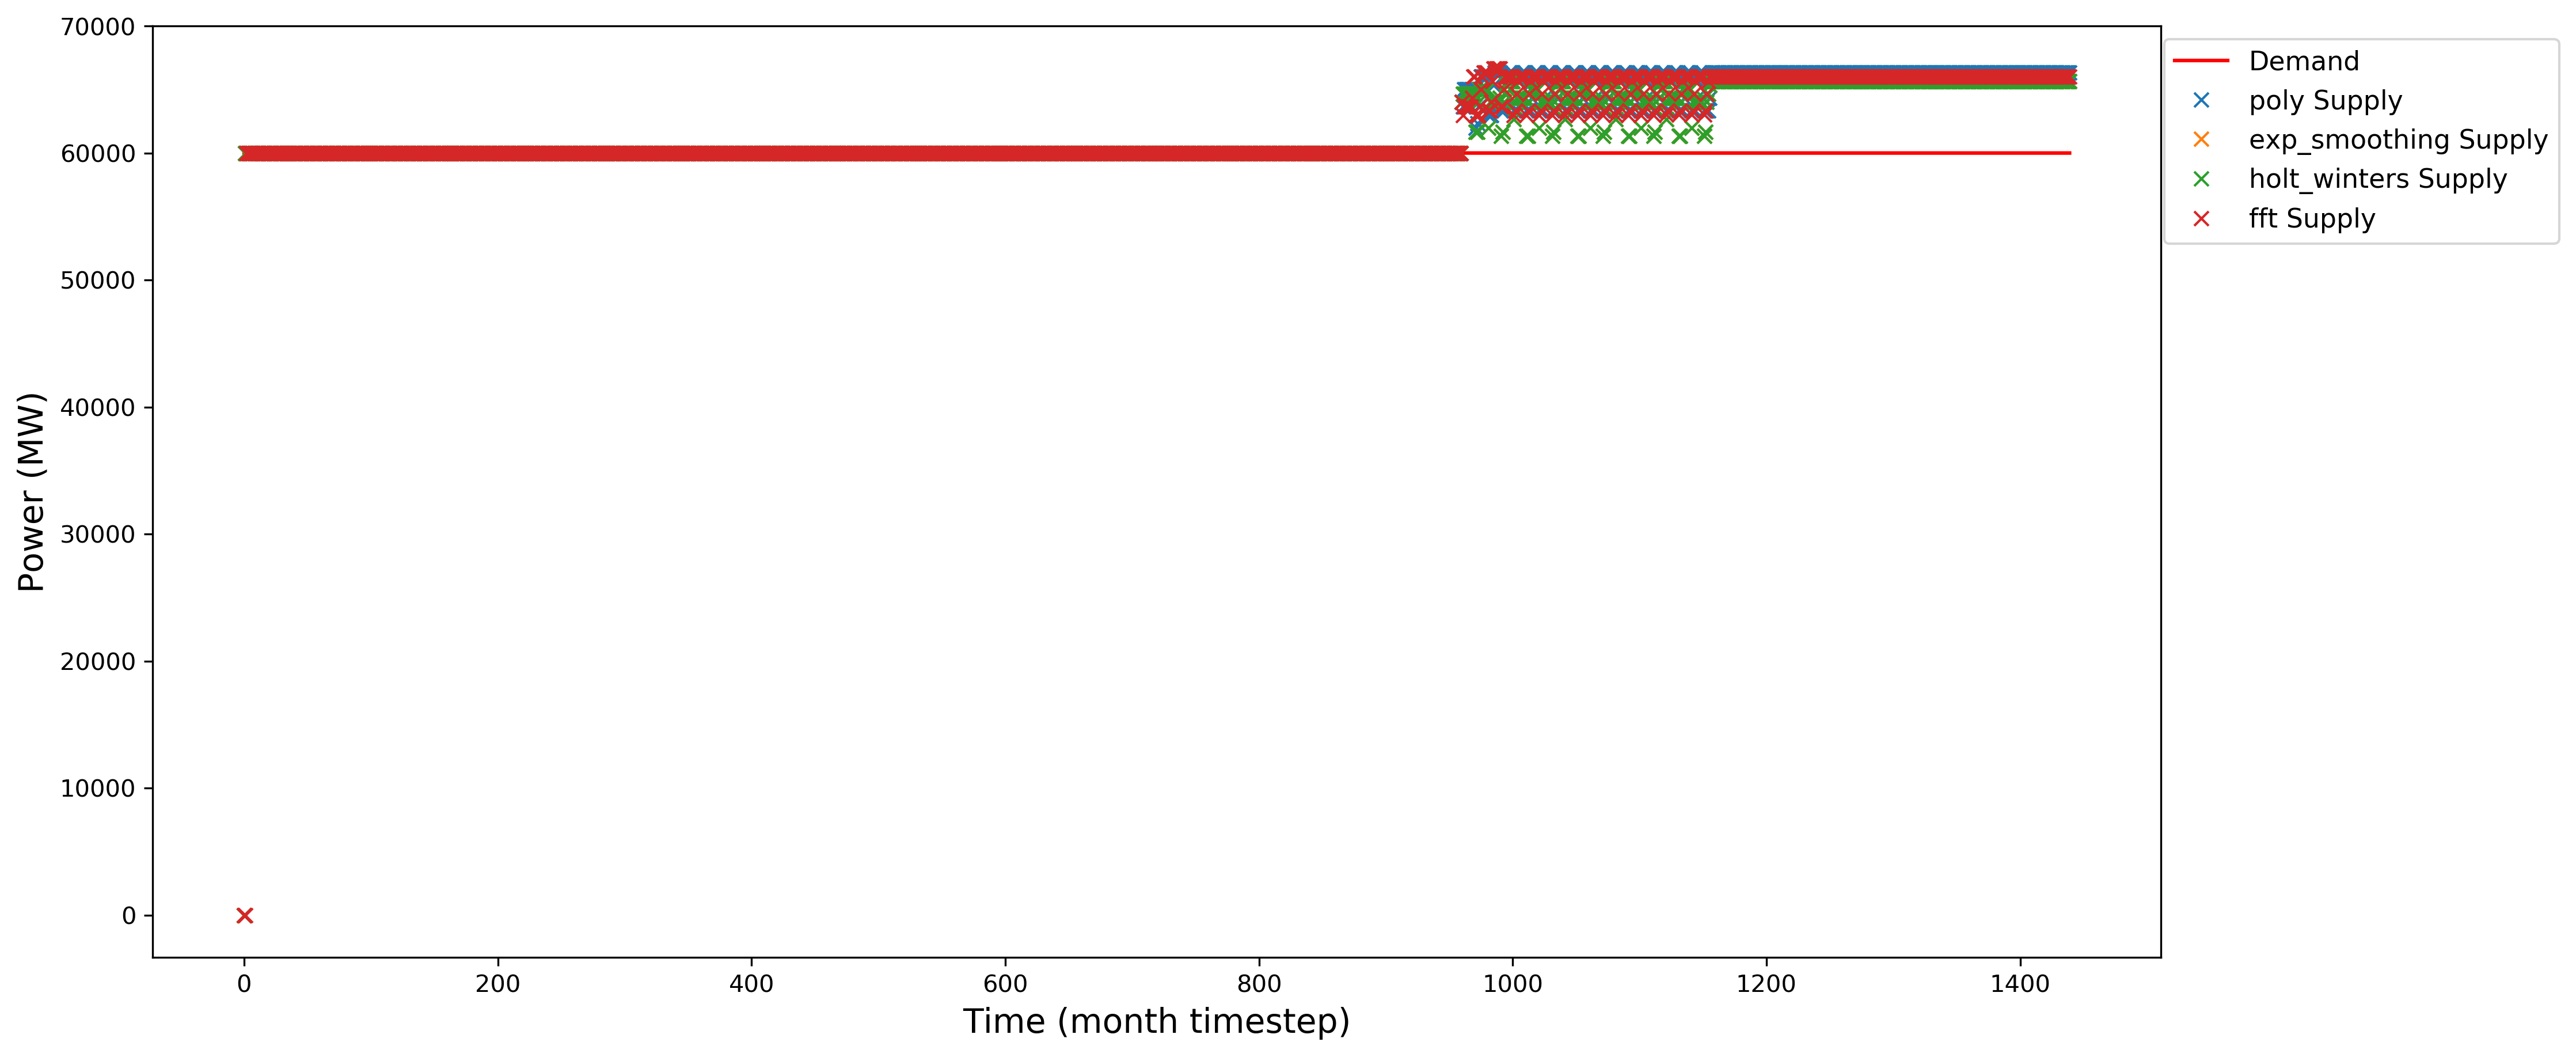 70000
60000
50000
40000
30000
20000
10000
0
Power (MW)
0 200 400 600 800 1000 1200 1400
Time (month timestep)
Demand
poly Supply
exp_smoothing Supply
holt_winters Supply
fft Supply